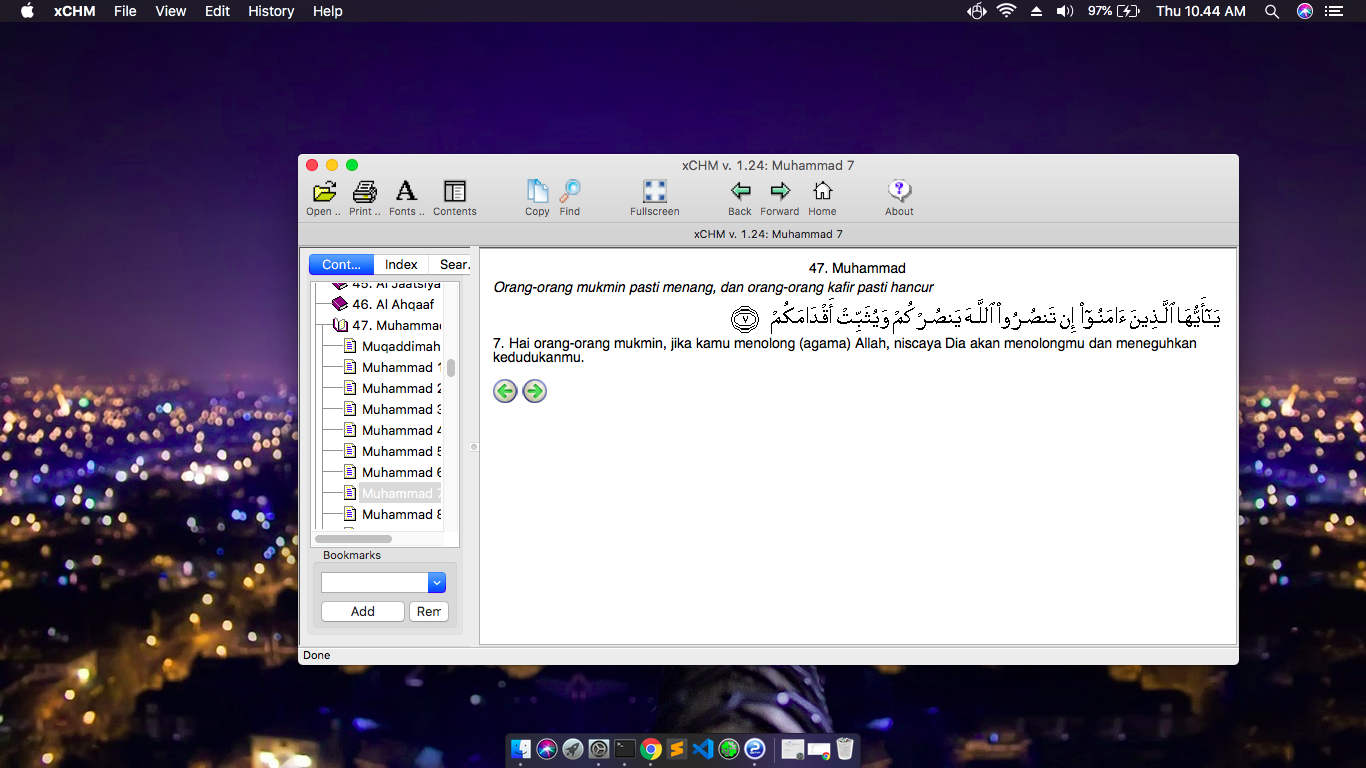 xCHM File View Edit History Help 97% Thu 10.44 AM
xCHM v. 1.24: Muhammad 7
Open .. Print .. Fonts .. Contents Copy Find Fullscreen Back Forward Home About
xCHM v. 1.24: Muhammad 7
Cont... Index Sear.
45. Al Jaatsiya
46. Al Ahqaaf
47. Muhammad
Muqaddimah
Muhammad 1
Muhammad 2
Muhammad 3
Muhammad 4
Muhammad 5
Muhammad 6
Muhammad 7
Muhammad 8
Bookmarks
Add Rem
47. Muhammad
Orang-orang mukmin pasti menang, dan orang-orang kafir pasti hancur
يَـٰٓأَيُّهَا ٱلَّذِينَ ءَامَنُوٓا۟ إِن تَنصُرُوا۟ ٱللَّهَ يَنصُرْكُمْ وَيُثَبِّتْ أَقْدَامَكُمْ ٧
7. Hai orang-orang mukmin, jika kamu menolong (agama) Allah, niscaya Dia akan menolongmu dan meneguhkan
kedudukanmu.
Done